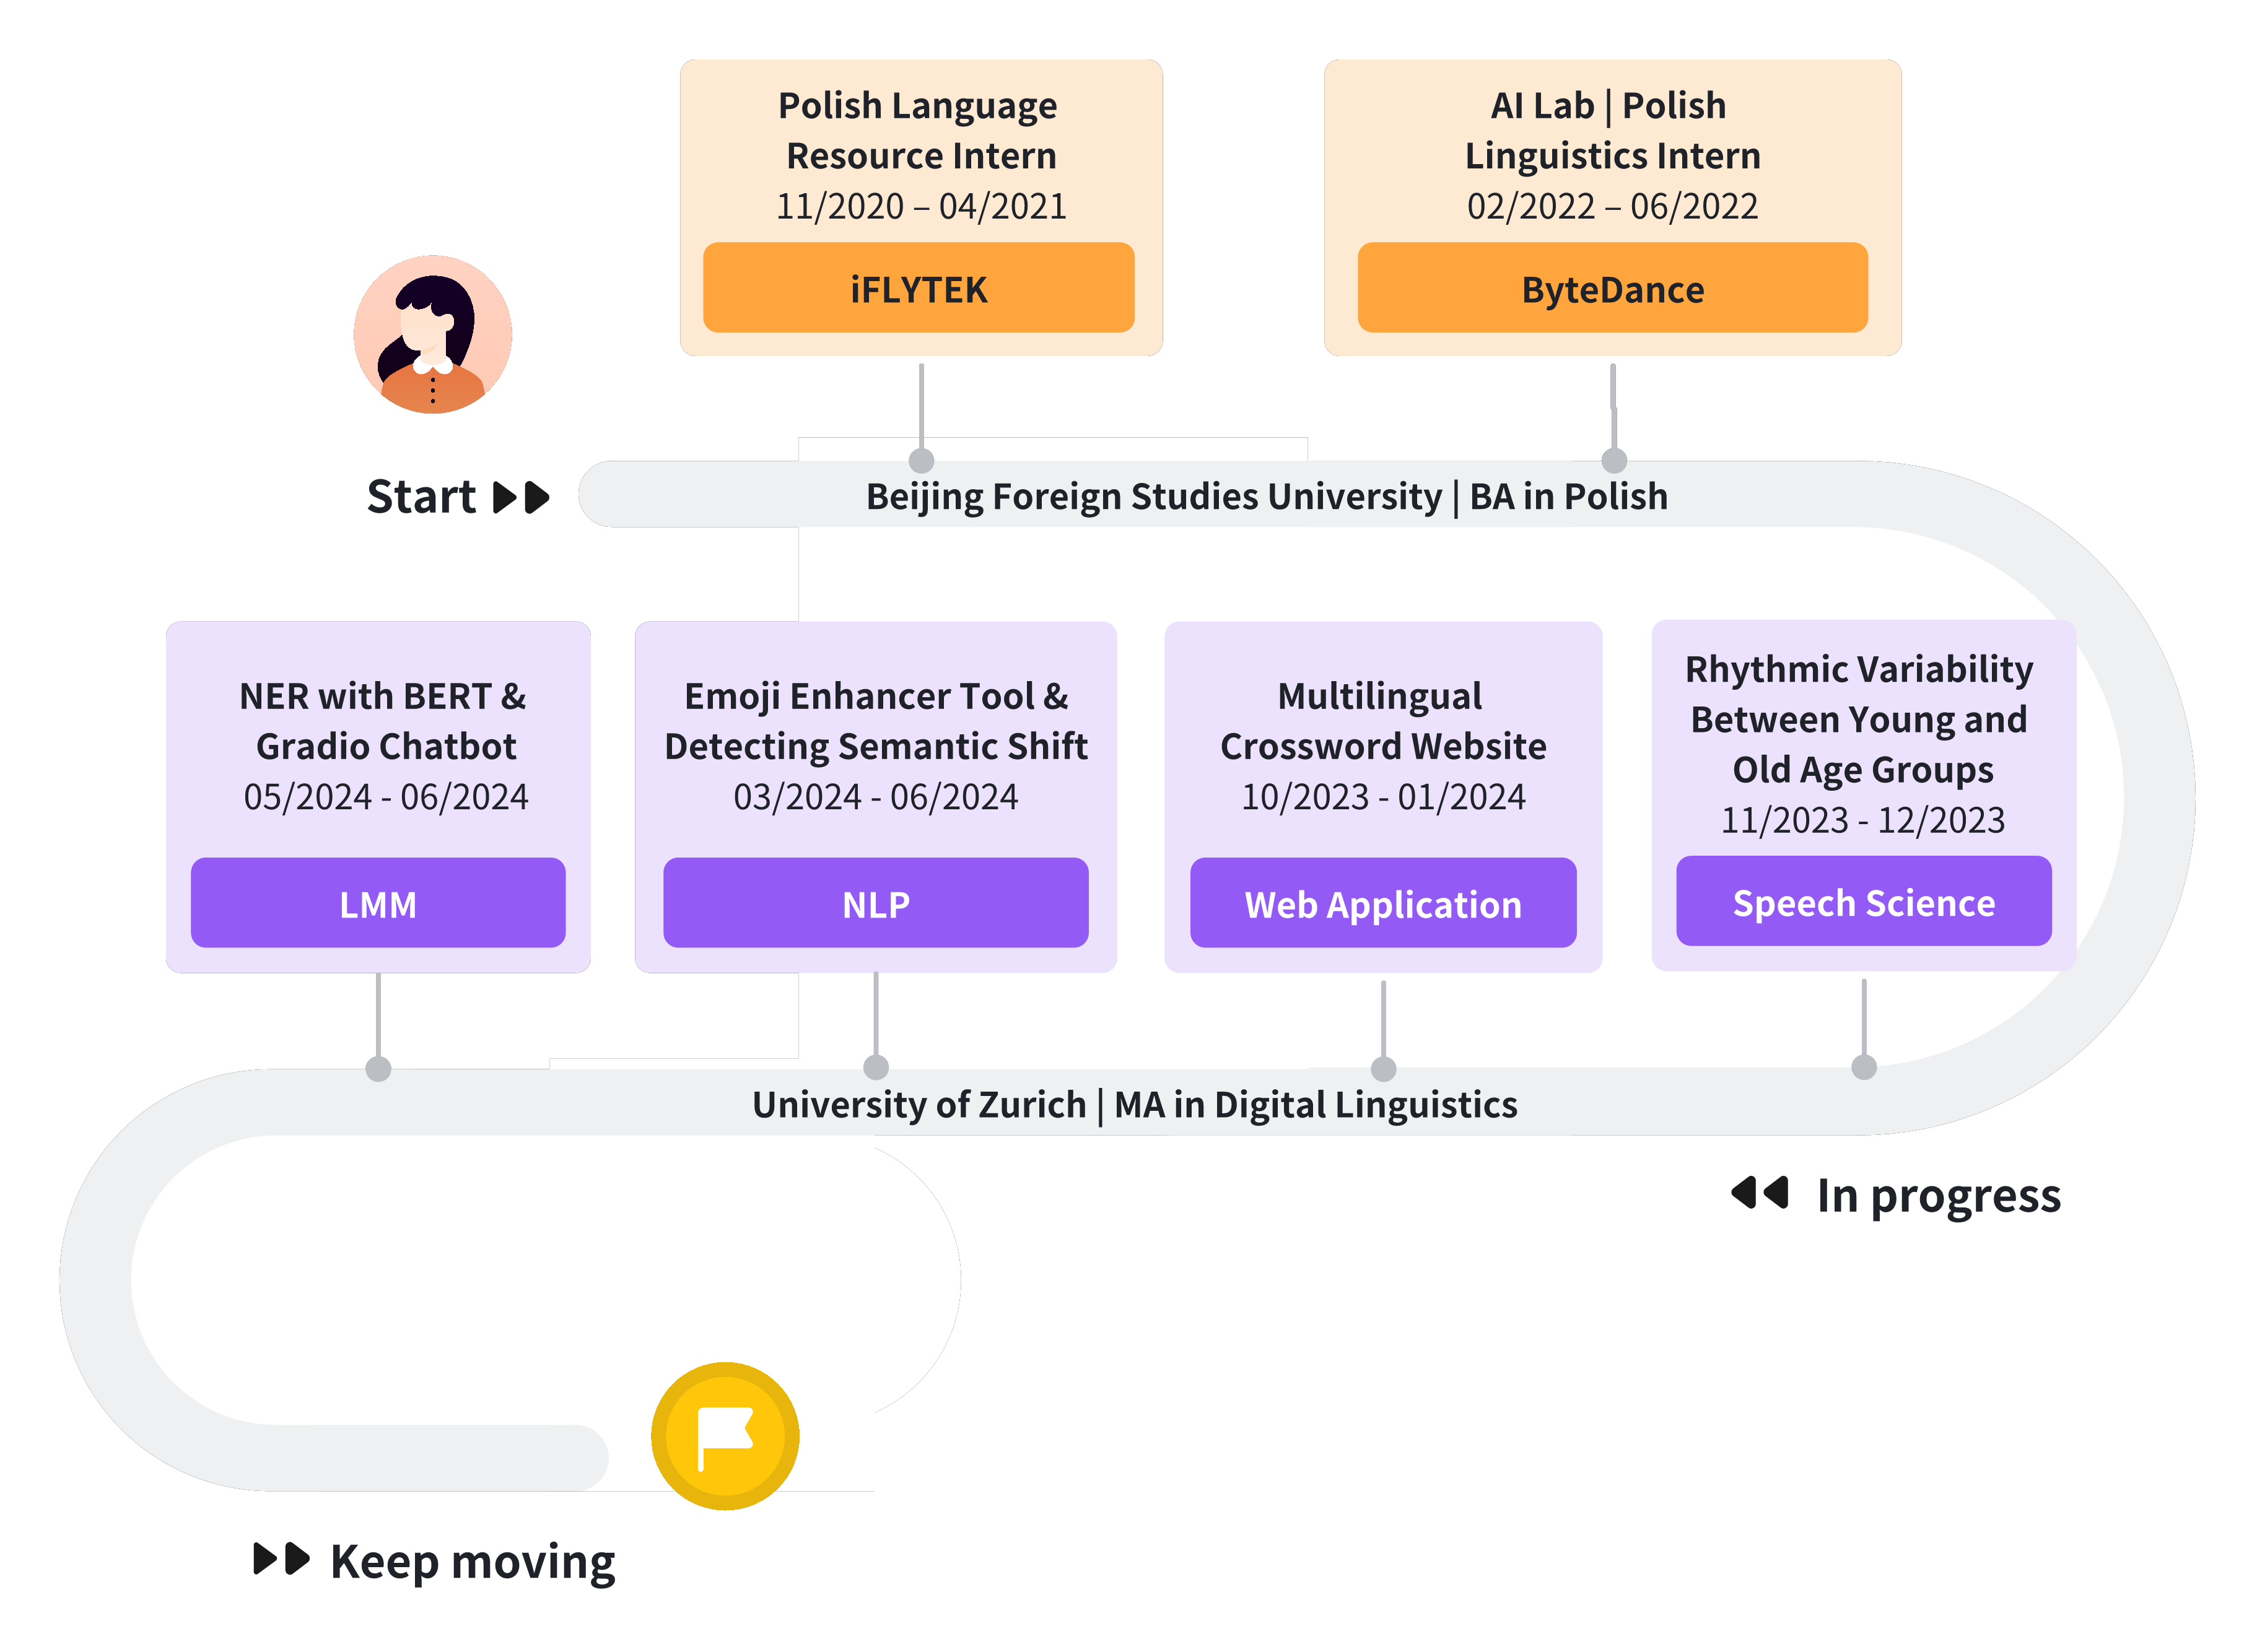 Polish Language
Resource Intern
11/2020 – 04/2021
iFLYTEK
AI Lab | Polish
Linguistics Intern
02/2022 – 06/2022
ByteDance
Start
Beijing Foreign Studies University | BA in Polish
NER with BERT &
Gradio Chatbot
05/2024 - 06/2024
LMM
Emoji Enhancer Tool &
Detecting Semantic Shift
03/2024 - 06/2024
NLP
Multilingual
Crossword Website
10/2023 - 01/2024
Web Application
Rhythmic Variability
Between Young and
Old Age Groups
11/2023 - 12/2023
Speech Science
University of Zurich | MA in Digital Linguistics
In progress
Keep moving